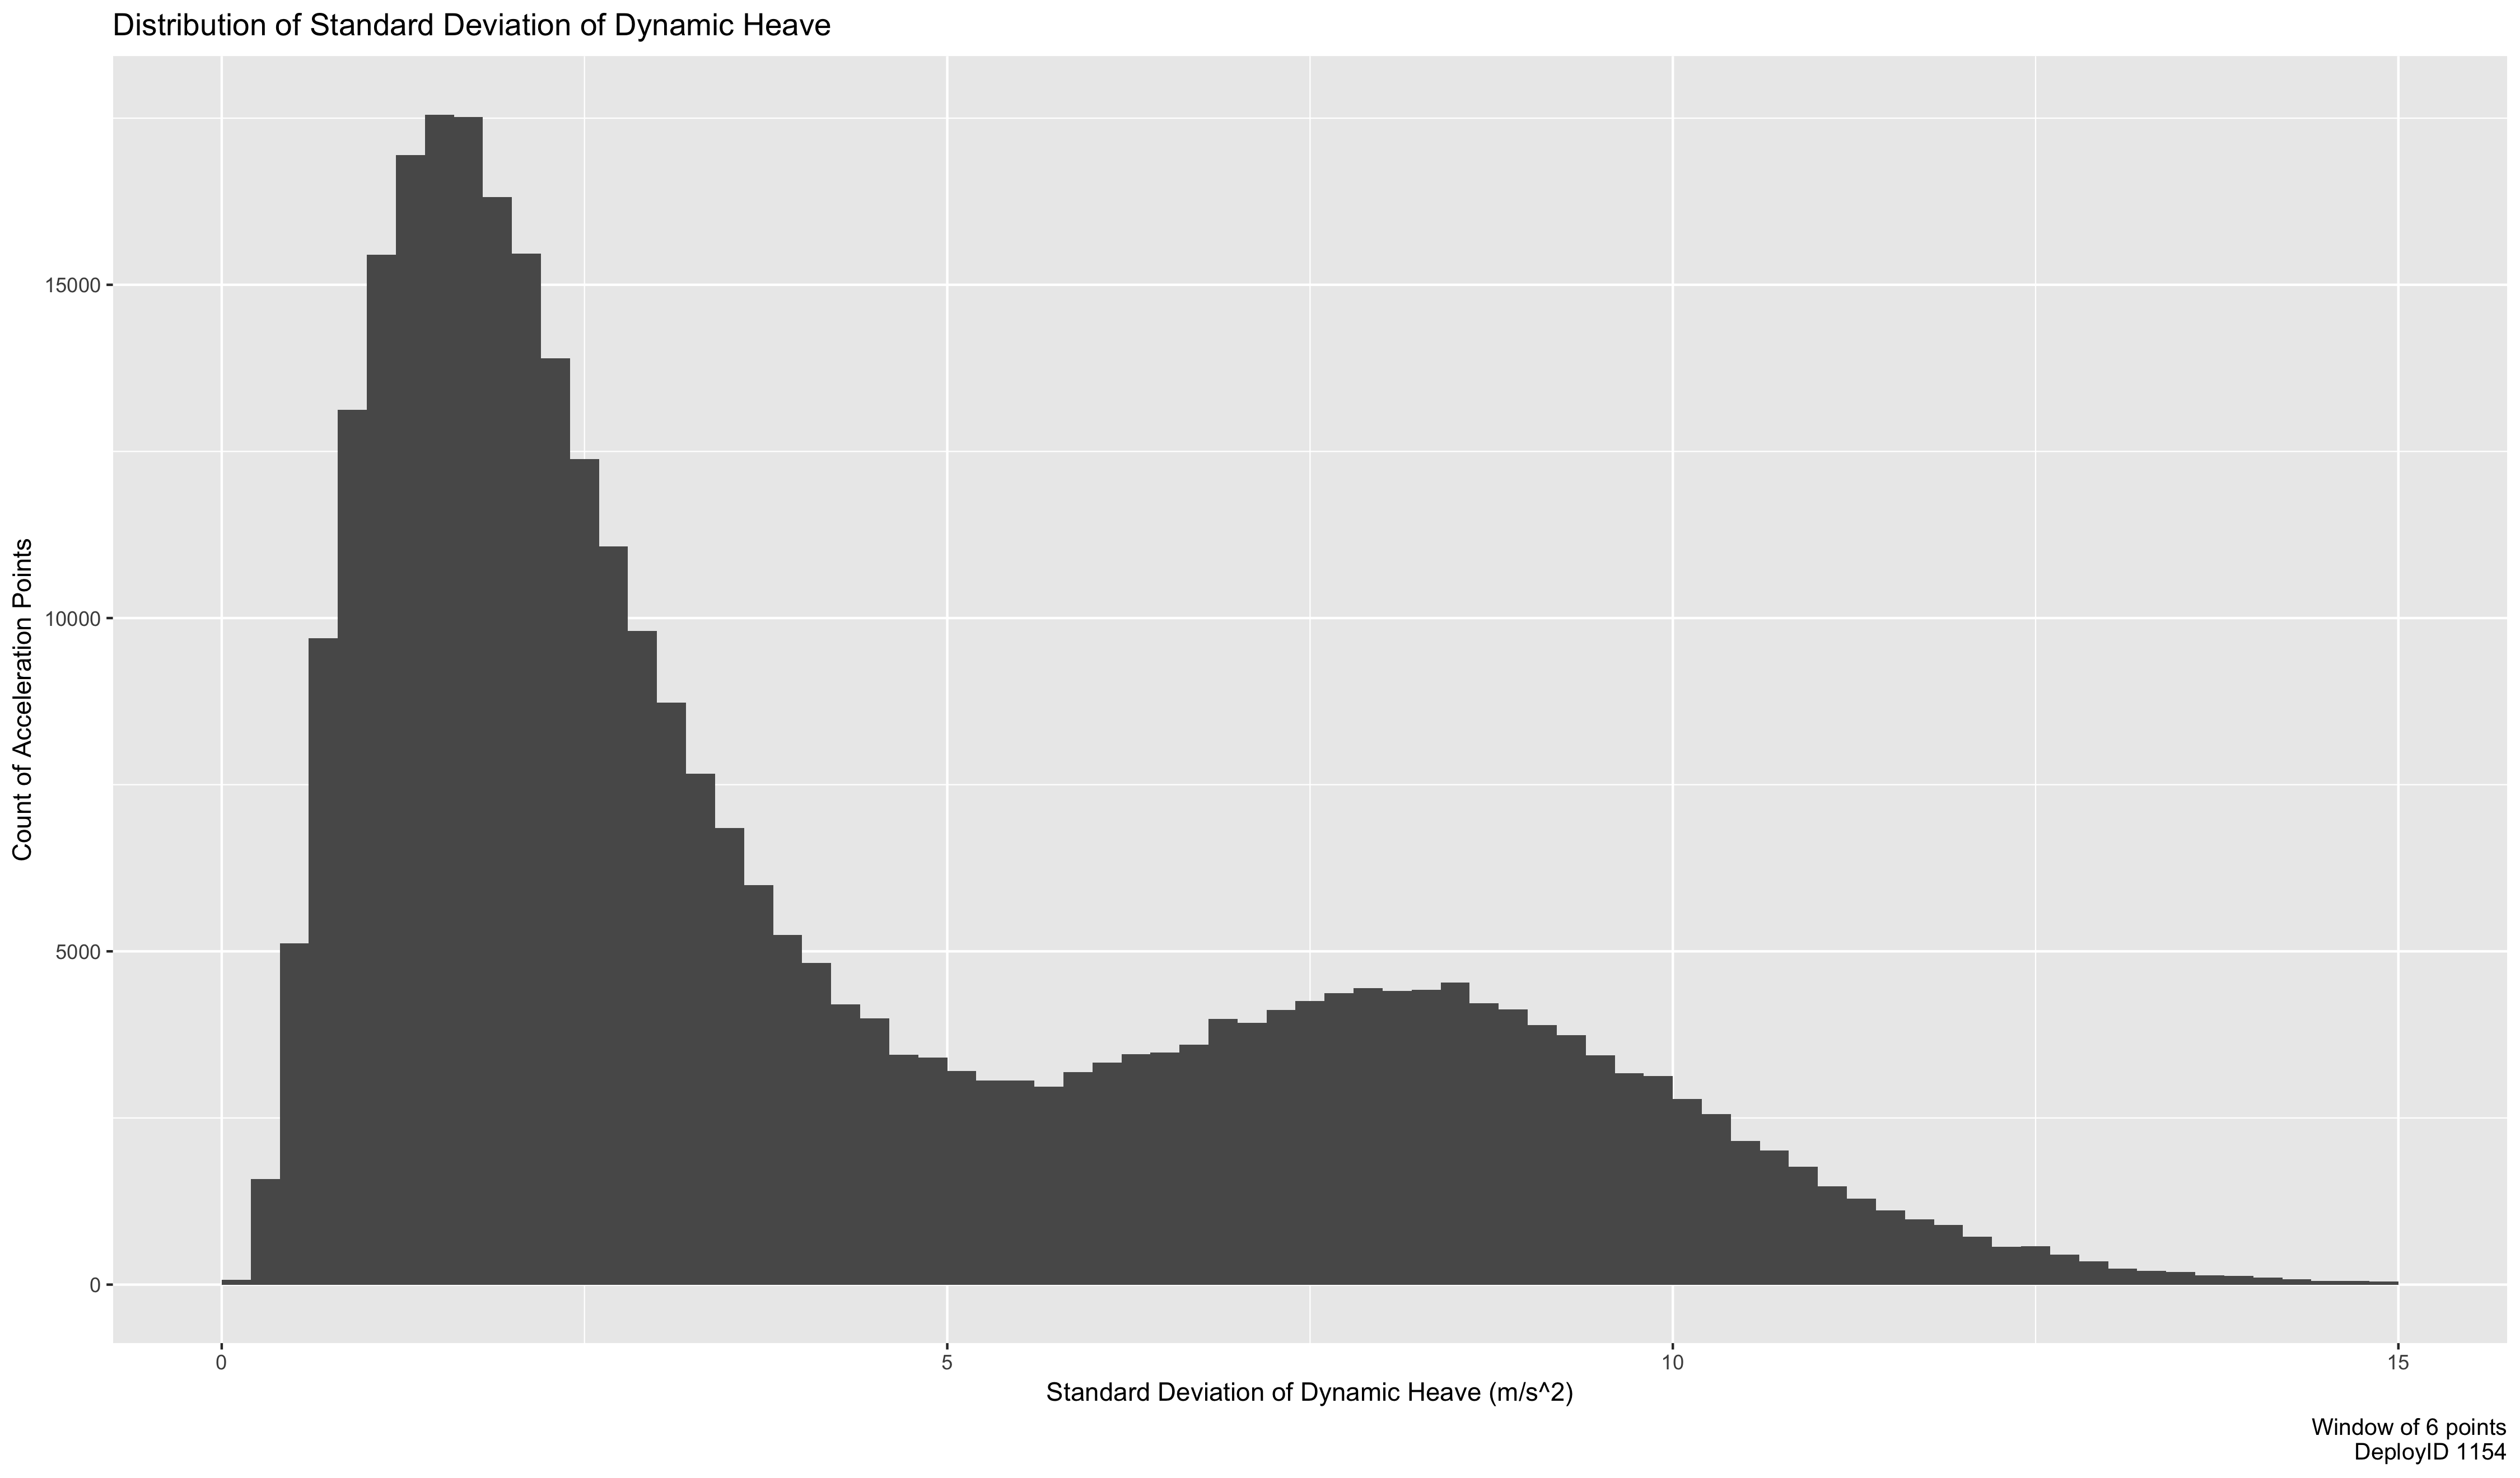 Distribution of Standard Deviation of Dynamic Heave
Count of Acceleration Points
15000
10000
5000
0
0
5
10
15
Standard Deviation of Dynamic Heave (m/s^2)
Window of 6 points
DeployID 1154